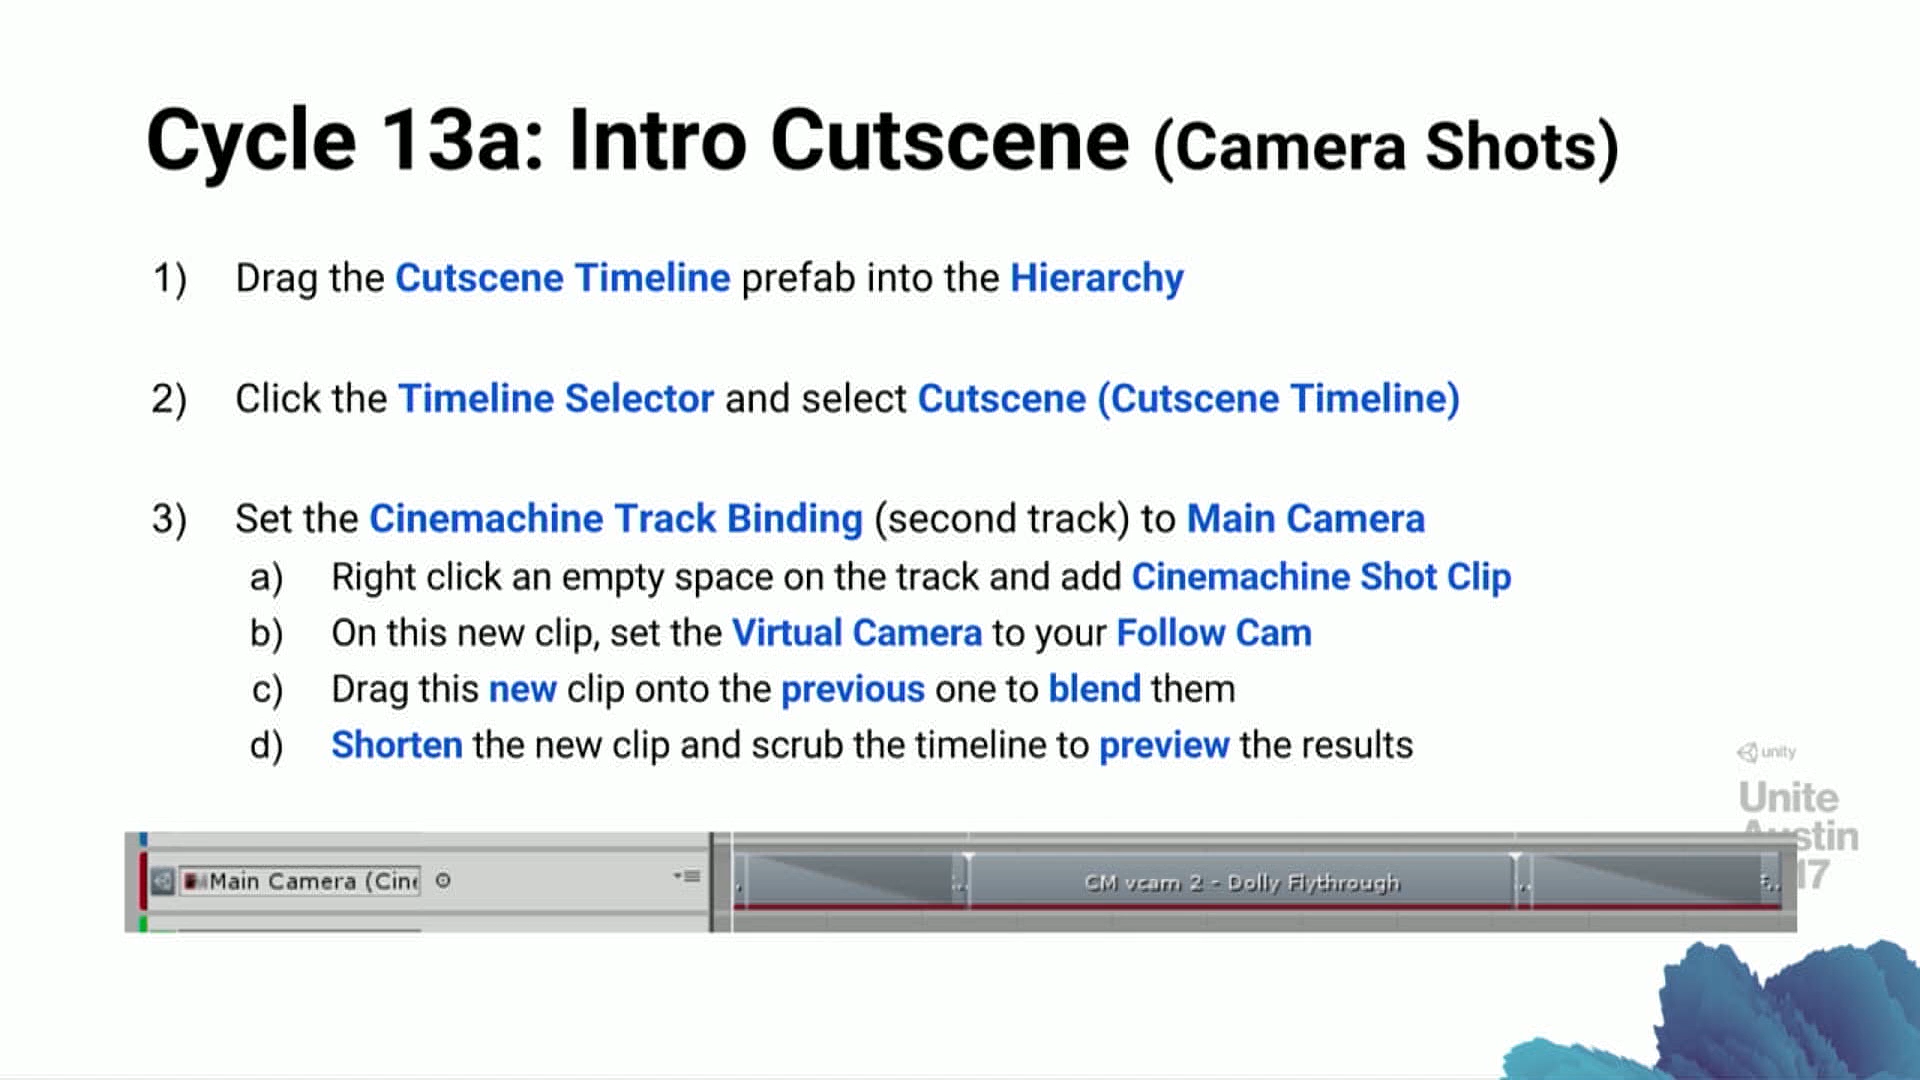 Cycle 13a: Intro Cutscene (Camera Shots)
1) Drag the Cutscene Timeline prefab into the Hierarchy
2) Click the Timeline Selector and select Cutscene (Cutscene Timeline)
3) Set the Cinemachine Track Binding (second track) to Main Camera
a) Right click an empty space on the track and add Cinemachine Shot Clip
b) On this new clip, set the Virtual Camera to your Follow Cam
c) Drag this new clip onto the previous one to blend them
d) Shorten the new clip and scrub the timeline to preview the results
unity
Unite
Austin
17
Main Camera (Cine
CM vcam 2 - Dolly Flythrough